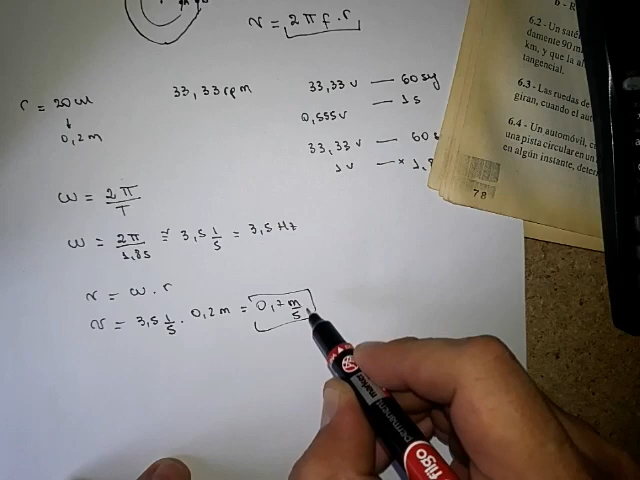 v = 2π f . r
r = 20 cm
0,2 m
33,33 rpm
33,33 v — 60 sg
0,555 v — 1 s
33,33 v — 60 s
1 v — x 1,8
ω = 2π / T
ω = 2π / 1,8 s ≅ 3,5 1/s = 3,5 Hz
v = ω . r
v = 3,5 1/s . 0,2 m = 0,7 m/s
6.2 - Un saté
damente 90 m
km, y que la al
tangencial.
6.3 - Las ruedas de
giran, cuando el aut
6.4 - Un automóvil, c
una pista circular en un
en algún instante, deter
78
permanent
marker
filgo